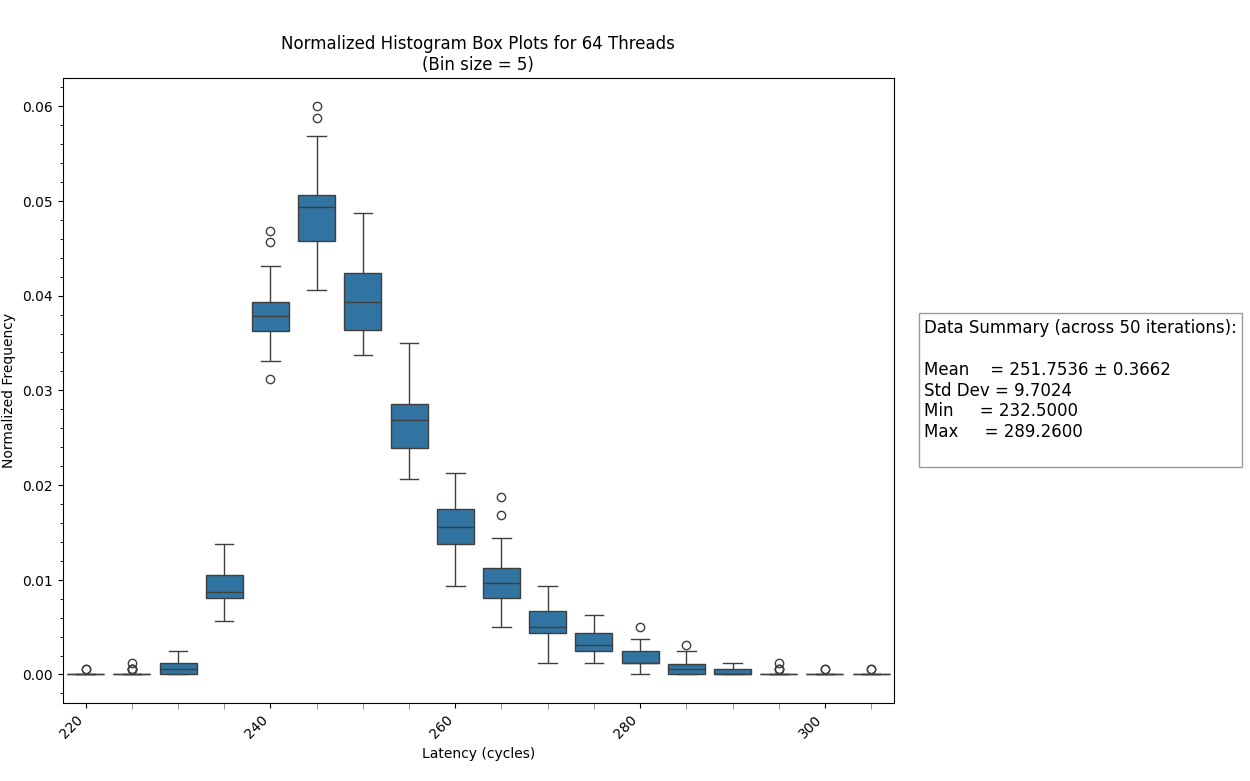 Normalized Histogram Box Plots for 64 Threads
(Bin size = 5)
Normalized Frequency
0.06
0.05
0.04
0.03
0.02
0.01
0.00
220
240
260
280
300
Latency (cycles)
Data Summary (across 50 iterations):
Mean = 251.7536 ± 0.3662
Std Dev = 9.7024
Min = 232.5000
Max = 289.2600